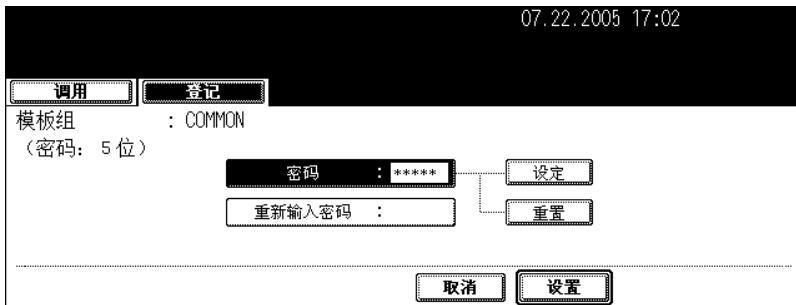 07.22.2005 17:02
调用 登记
模板组 : COMMON
（密码: 5位）
密码 : ***** 设定
重新输入密码 : 重置
取消 设置